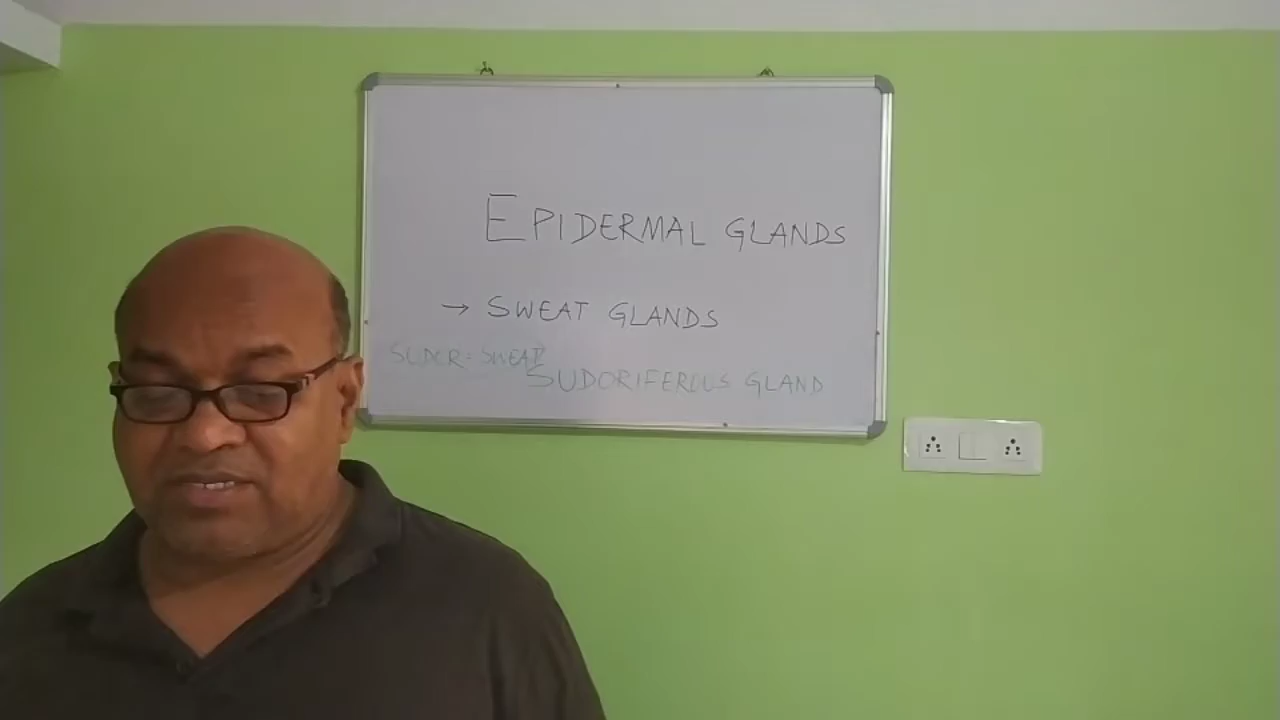 EPIDERMAL GLANDS
→ SWEAT GLANDS
SUDOR = SWEAT
SUDORIFEROUS GLAND